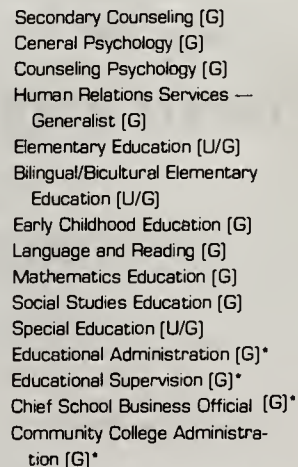 Secondary Counseling [G]
Ceneral Psychology [G]
Counseling Psychology [G]
Human Relations Services —
Generalist [G]
Elementary Education [U/G]
Bilingual/Bicultural Elementary
Education [U/G]
Early Childhood Education [G]
Language and Reading [G]
Mathematics Education [G]
Social Studies Education [G]
Special Education [U/G]
Educational Administration [G]*
Educational Supervision [G]*
Chief School Business Official [G]*
Community College Administra-
tion [G]*